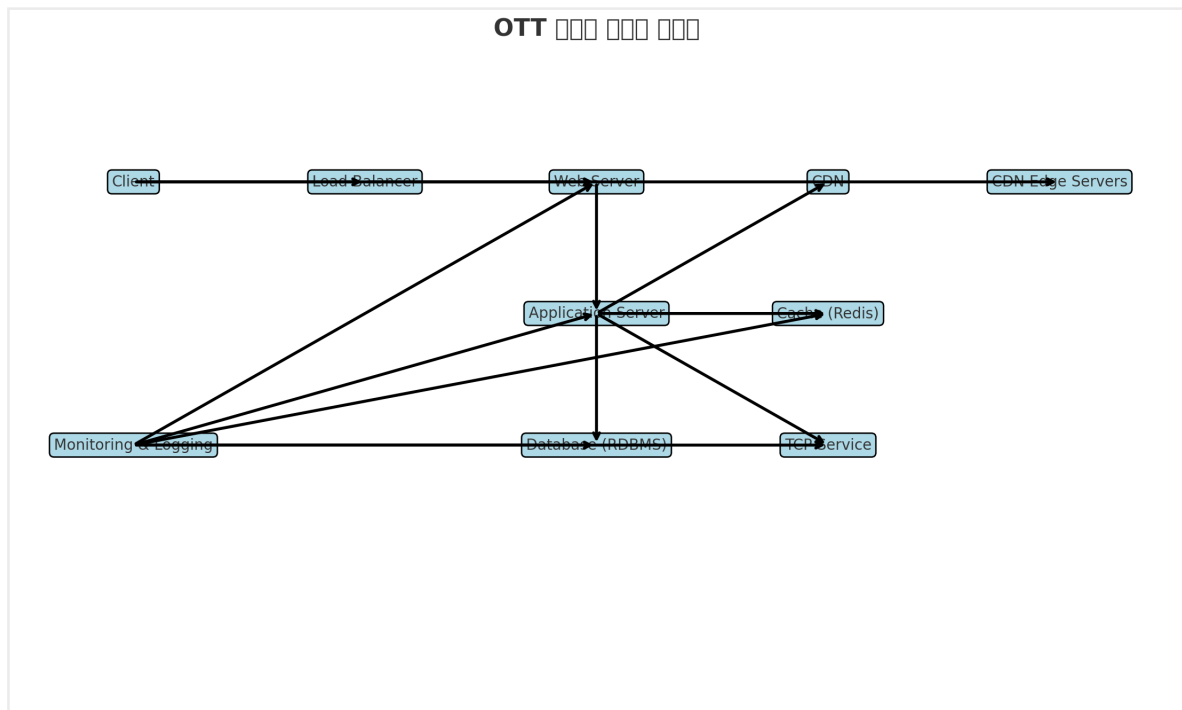 OTT
Client
Load Balancer
Web Server
CDN
CDN Edge Servers
Application Server
Cache (Redis)
Monitoring & Logging
Database (RDBMS)
TCP Service